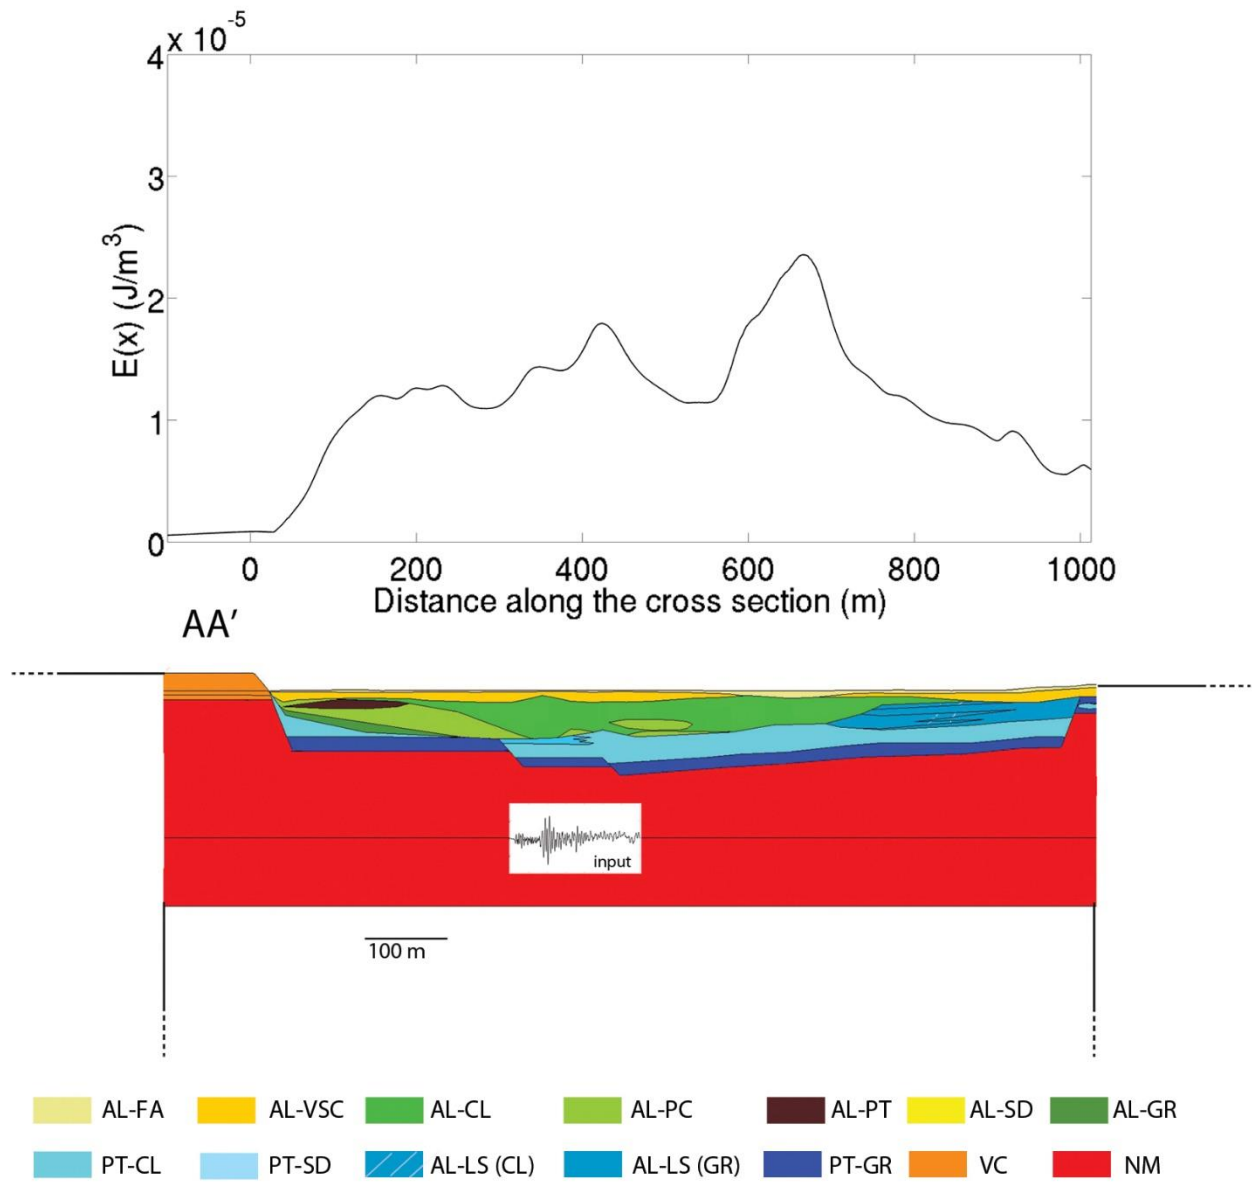 x 10^-5
4
3
2
1
0
E(x) (J/m^3)
0 200 400 600 800 1000
Distance along the cross section (m)
AA'
input
100 m
AL-FA AL-VSC AL-CL AL-PC AL-PT AL-SD AL-GR
PT-CL PT-SD AL-LS (CL) AL-LS (GR) PT-GR VC NM